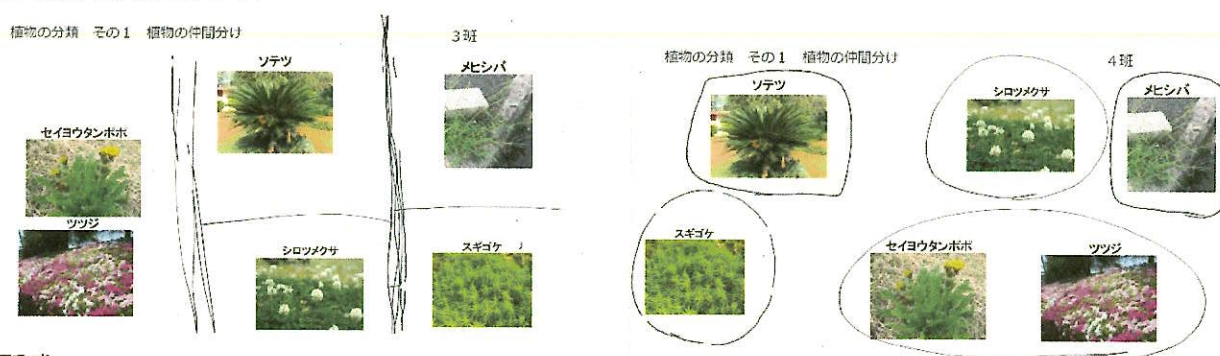 植物の分類 その1 植物の仲間分け
3班
ソテツ
メヒシバ
セイヨウタンポポ
ツツジ
シロツメクサ
スギゴケ
植物の分類 その1 植物の仲間分け
4班
ソテツ
シロツメクサ
メヒシバ
スギゴケ
セイヨウタンポポ
ツツジ